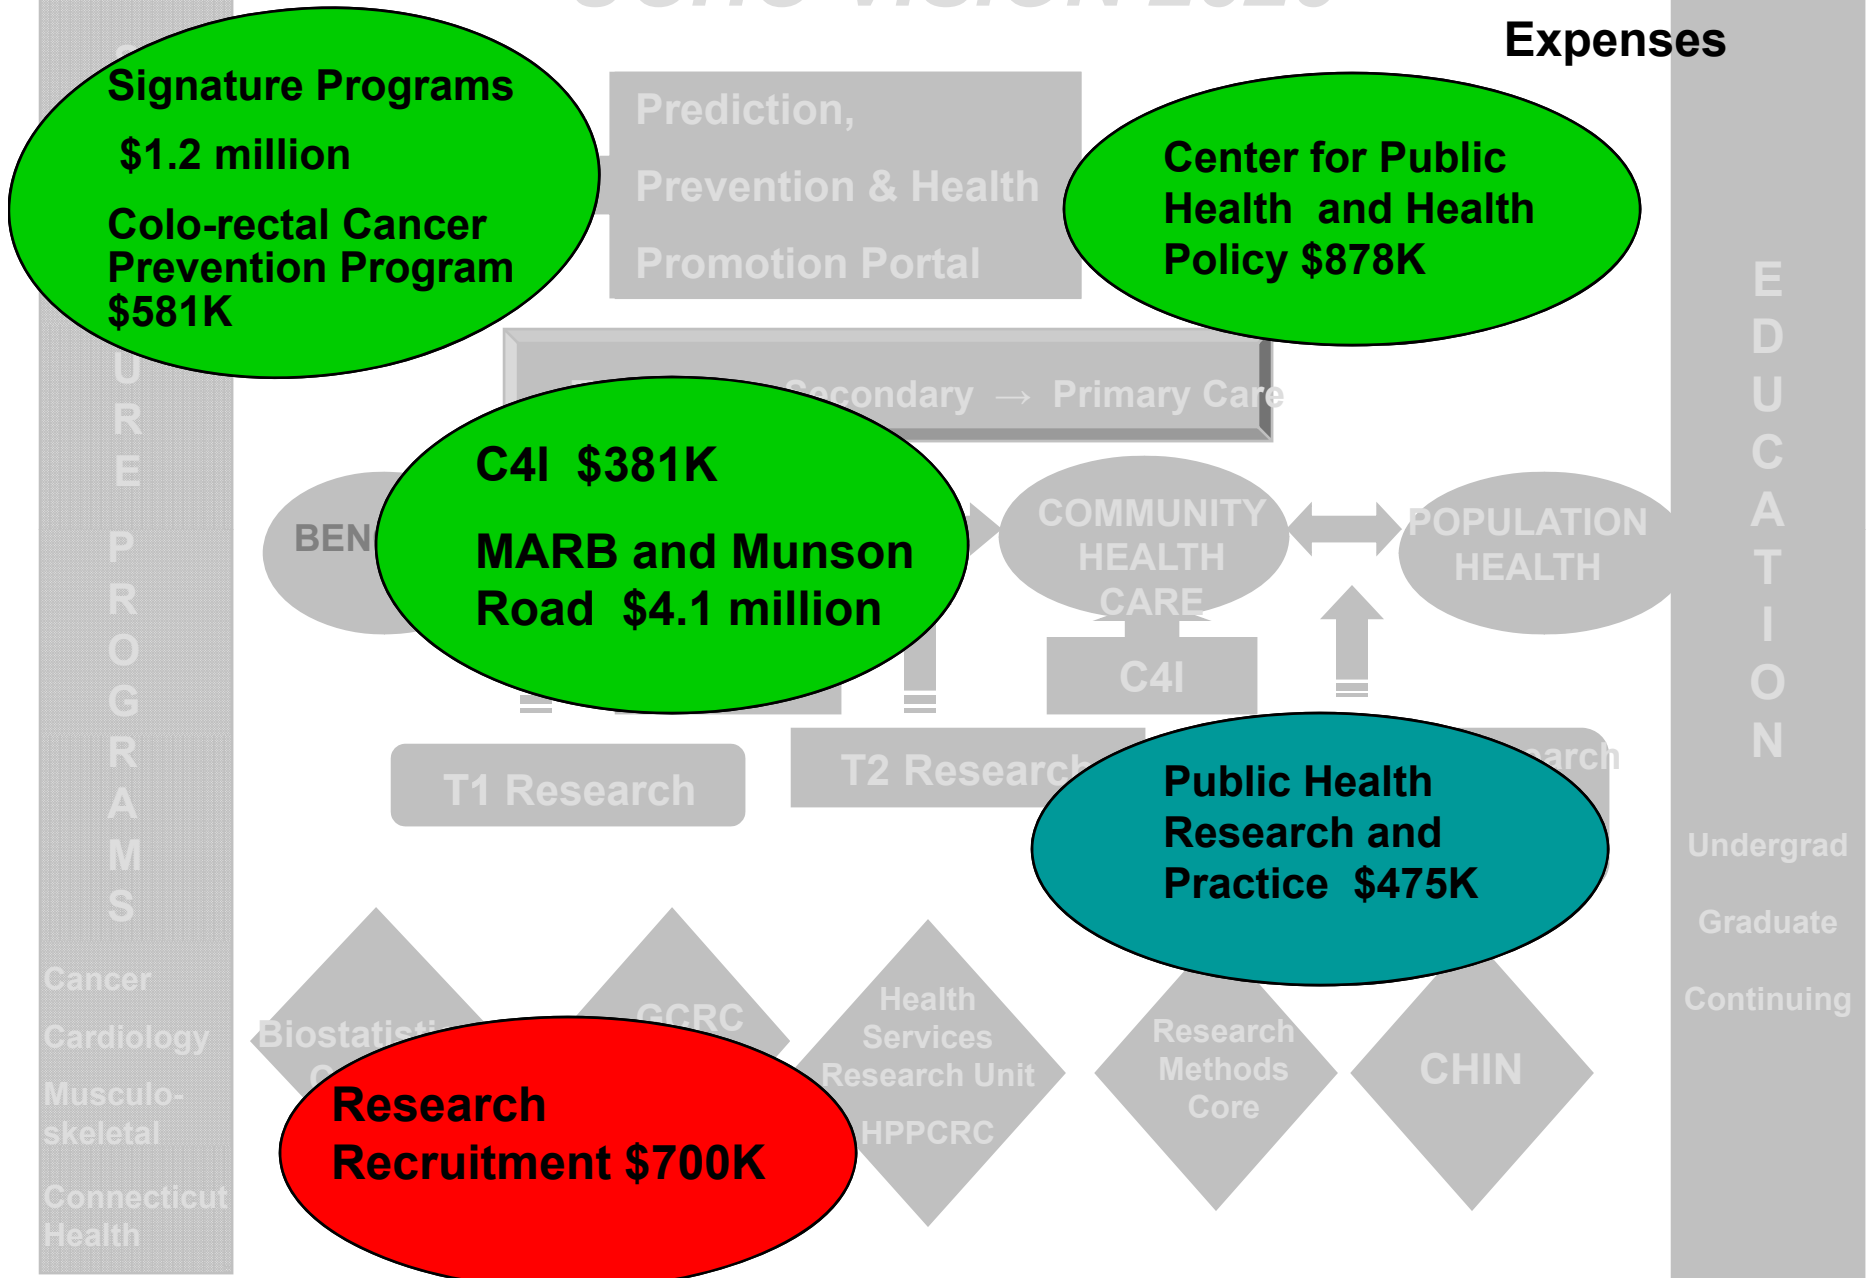 Expenses
Signature Programs
$1.2 million
Colo-rectal Cancer
Prevention Program
$581K
Prediction,
Prevention & Health
Promotion Portal
Center for Public
Health and Health
Policy $878K
→ Primary Care
C4I $381K
MARB and Munson
Road $4.1 million
COMMUNITY
HEALTH
CARE
POPULATION
HEALTH
C4I
T1 Research
T2 Research
Public Health
Research and
Practice $475K
U
R
E
P
R
O
G
R
A
M
S
Cancer
Cardiology
Musculo-
skeletal
Connecticut
Health
GCRC
Health
Services
Research Unit
HPPCRC
Research
Methods
Core
CHIN
Research
Recruitment $700K
E
D
U
C
A
T
I
O
N
Undergrad
Graduate
Continuing